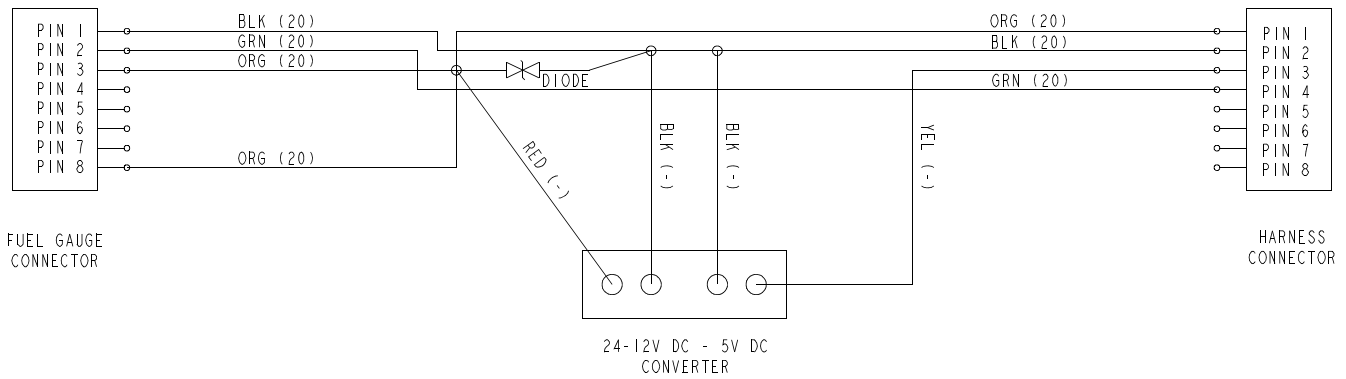 PIN 1
PIN 2
PIN 3
PIN 4
PIN 5
PIN 6
PIN 7
PIN 8
FUEL GAUGE
CONNECTOR
BLK (20)
GRN (20)
ORG (20)
ORG (20)
DIODE
RED (-)
BLK (-)
BLK (-)
YEL (-)
24-12V DC - 5V DC
CONVERTER
ORG (20)
BLK (20)
GRN (20)
PIN 1
PIN 2
PIN 3
PIN 4
PIN 5
PIN 6
PIN 7
PIN 8
HARNESS
CONNECTOR